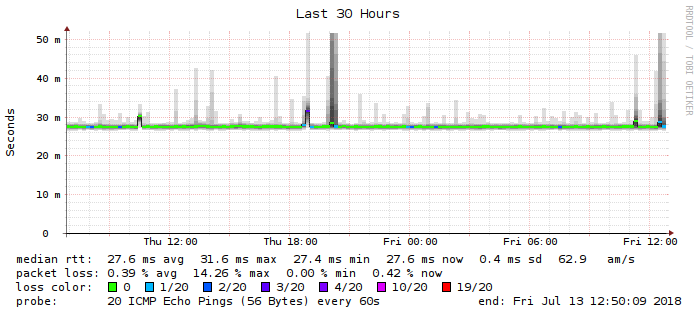 Last 30 Hours
RRDTOOL / TOBI OETIKER
Seconds
50 m
40 m
30 m
20 m
10 m
0
Thu 12:00 Thu 18:00 Fri 00:00 Fri 06:00 Fri 12:00
median rtt: 27.6 ms avg 31.6 ms max 27.4 ms min 27.6 ms now 0.4 ms sd 62.9 am/s
packet loss: 0.39 % avg 14.26 % max 0.00 % min 0.42 % now
loss color: 0 1/20 2/20 3/20 4/20 10/20 19/20
probe: 20 ICMP Echo Pings (56 Bytes) every 60s end: Fri Jul 13 12:50:09 2018